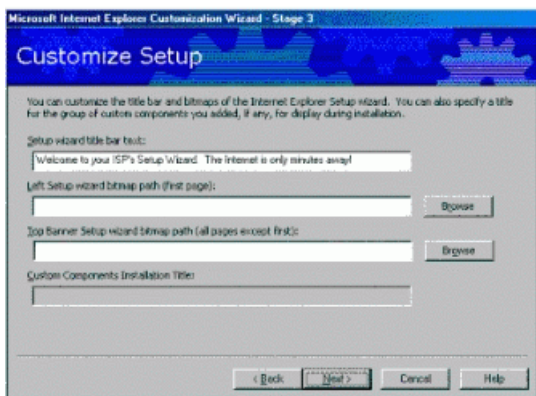 Microsoft Internet Explorer Customization Wizard - Stage 3
Customize Setup
You can customize the title bar and bitmaps of the Internet Explorer Setup wizard. You can also specify a title
for the group of custom components you added, if any, for display during installation.
Setup wizard title bar text:
Welcome to your ISP's Setup Wizard. The Internet is only minutes away!
Left Setup wizard bitmap path (first page):
Browse
Top Banner Setup wizard bitmap path (all pages except first):
Browse
Custom Components Installation Title:
< Back Next > Cancel Help